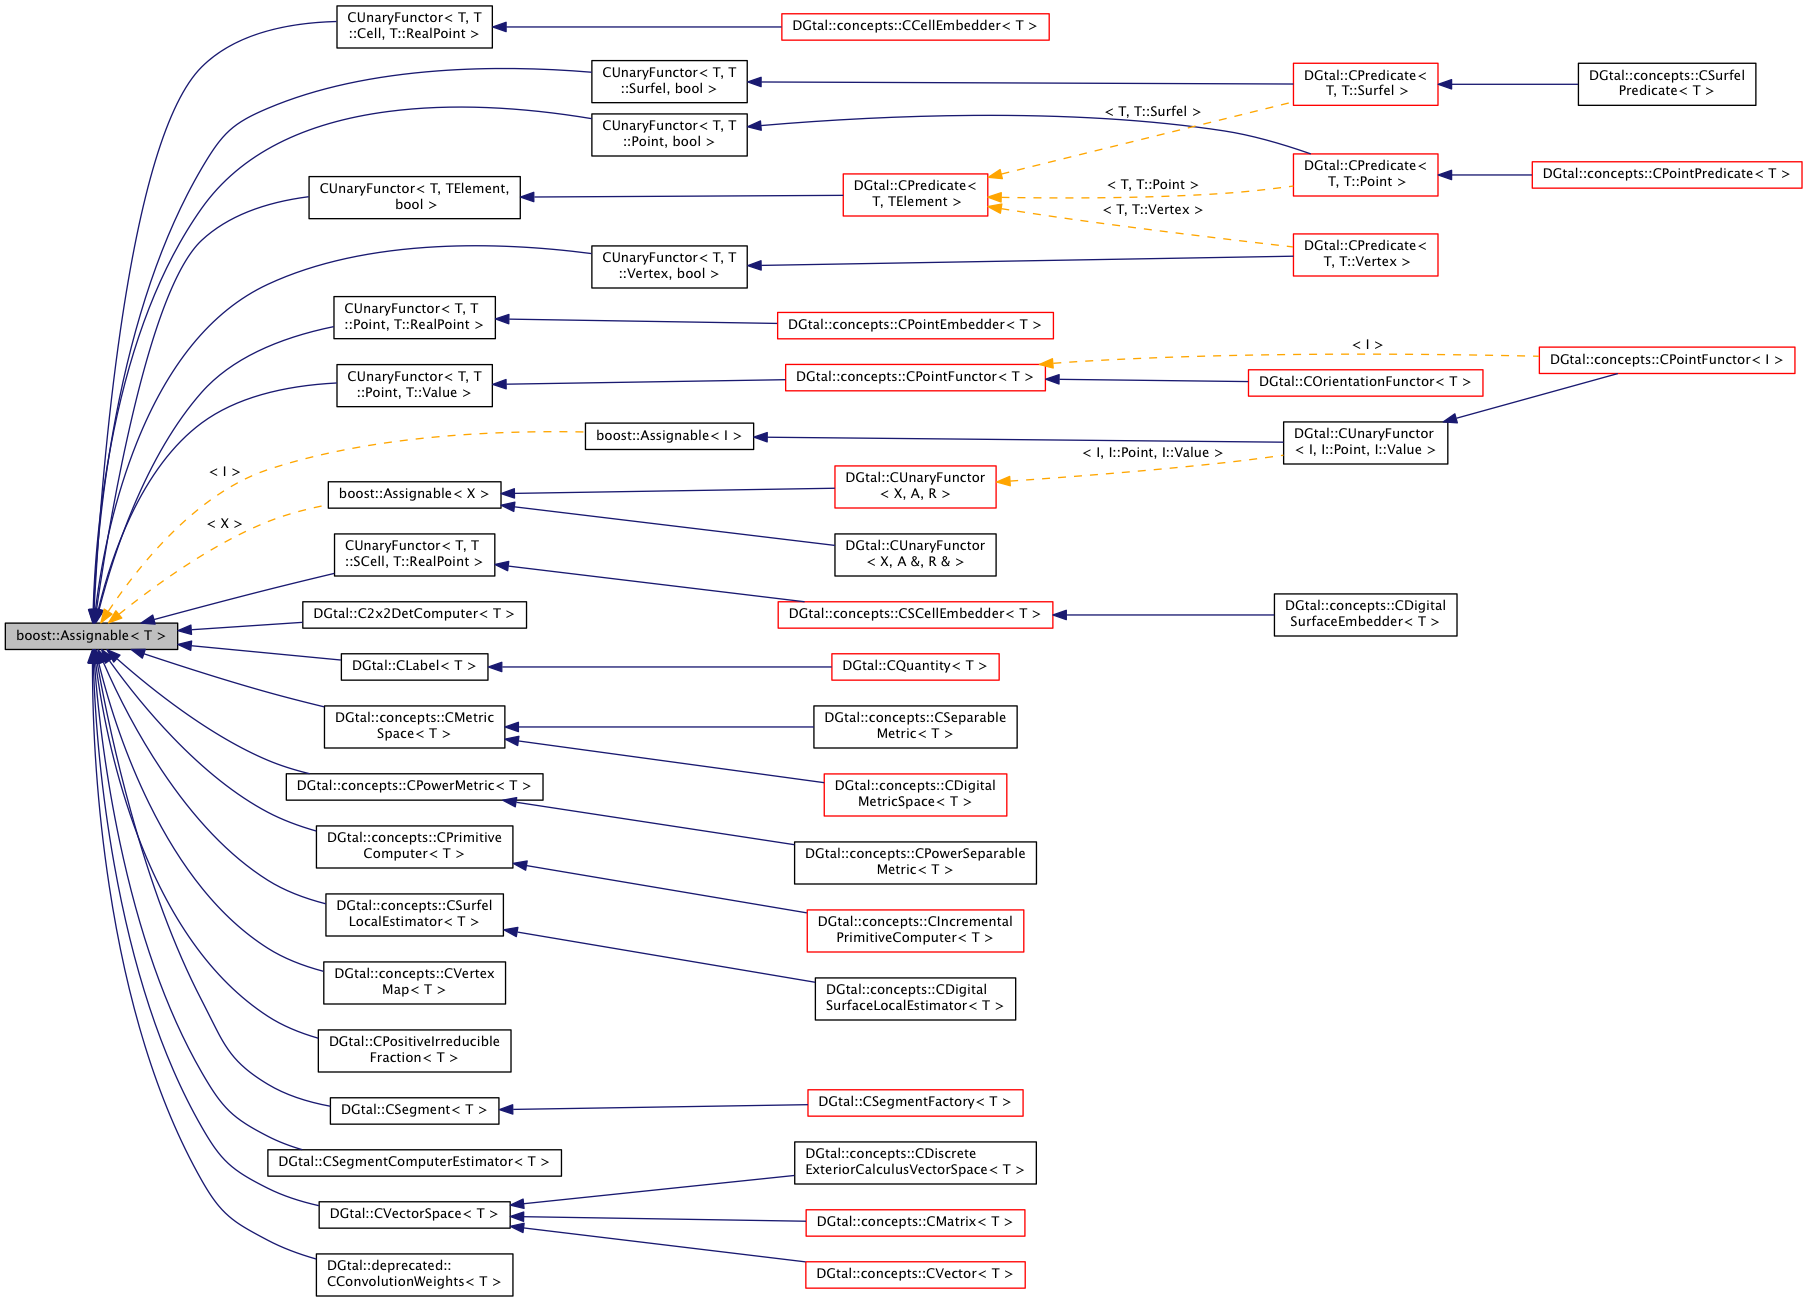 CUnaryFunctor< T, T
::Cell, T::RealPoint >
DGtal::concepts::CCellEmbedder< T >
CUnaryFunctor< T, T
::Surfel, bool >
DGtal::CPredicate<
T, T::Surfel >
DGtal::concepts::CSurfel
Predicate< T >
< T, T::Surfel >
CUnaryFunctor< T, T
::Point, bool >
DGtal::CPredicate<
T, T::Point >
DGtal::concepts::CPointPredicate< T >
CUnaryFunctor< T, TElement,
bool >
DGtal::CPredicate<
T, TElement >
< T, T::Point >
< T, T::Vertex >
CUnaryFunctor< T, T
::Vertex, bool >
DGtal::CPredicate<
T, T::Vertex >
CUnaryFunctor< T, T
::Point, T::RealPoint >
DGtal::concepts::CPointEmbedder< T >
< I >
DGtal::concepts::CPointFunctor< I >
CUnaryFunctor< T, T
::Point, T::Value >
DGtal::concepts::CPointFunctor< T >
DGtal::COrientationFunctor< T >
boost::Assignable< I >
DGtal::CUnaryFunctor
< I, I::Point, I::Value >
< I, I::Point, I::Value >
< I >
boost::Assignable< X >
DGtal::CUnaryFunctor
< X, A, R >
< X >
DGtal::CUnaryFunctor
< X, A &, R & >
CUnaryFunctor< T, T
::SCell, T::RealPoint >
DGtal::C2x2DetComputer< T >
DGtal::concepts::CSCellEmbedder< T >
DGtal::concepts::CDigital
SurfaceEmbedder< T >
boost::Assignable< T >
DGtal::CLabel< T >
DGtal::CQuantity< T >
DGtal::concepts::CMetric
Space< T >
DGtal::concepts::CSeparable
Metric< T >
DGtal::concepts::CPowerMetric< T >
DGtal::concepts::CDigital
MetricSpace< T >
DGtal::concepts::CPrimitive
Computer< T >
DGtal::concepts::CPowerSeparable
Metric< T >
DGtal::concepts::CSurfel
LocalEstimator< T >
DGtal::concepts::CIncremental
PrimitiveComputer< T >
DGtal::concepts::CVertex
Map< T >
DGtal::concepts::CDigital
SurfaceLocalEstimator< T >
DGtal::CPositiveIrreducible
Fraction< T >
DGtal::CSegment< T >
DGtal::CSegmentFactory< T >
DGtal::CSegmentComputerEstimator< T >
DGtal::concepts::CDiscrete
ExteriorCalculusVectorSpace< T >
DGtal::CVectorSpace< T >
DGtal::concepts::CMatrix< T >
DGtal::deprecated::
CConvolutionWeights< T >
DGtal::concepts::CVector< T >